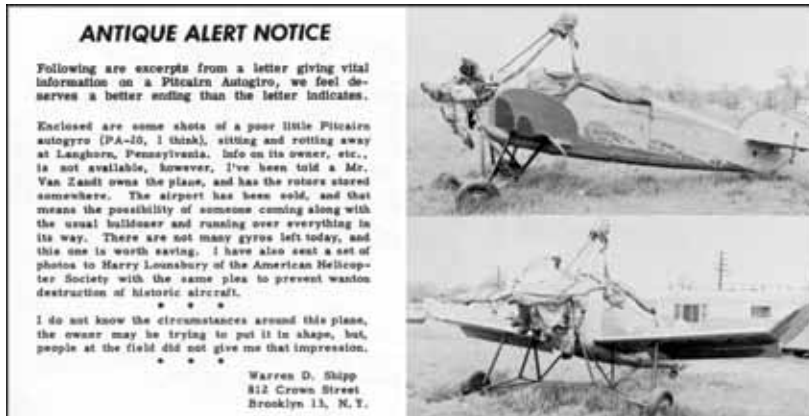 ANTIQUE ALERT NOTICE
Following are excerpts from a letter giving vital
information on a Pitcairn Autogiro, we feel de-
serves a better ending than the letter indicates.
Enclosed are some shots of a poor little Pitcairn
autogyro (PA-26, I think), sitting and rotting away
at Langhorn, Pennsylvania. Info on its owner, etc.,
is not available, however, I've been told a Mr.
Van Zandt owns the plane, and has the rotors stored
somewhere. The airport has been sold, and that
means the possibility of someone coming along with
the usual bulldozer and running over everything in
its way. There are not many gyros left today, and
this one is worth saving. I have also sent a set of
photos to Harry Lounsbury of the American Helicop-
ter Society with the same plea to prevent wanton
destruction of historic aircraft.
* * *
I do not know the circumstances around this plane,
the owner may be trying to put it in shape, but,
people at the field did not give me that impression.
* * *
Warren D. Shipp
812 Crown Street
Brooklyn 13, N.Y.